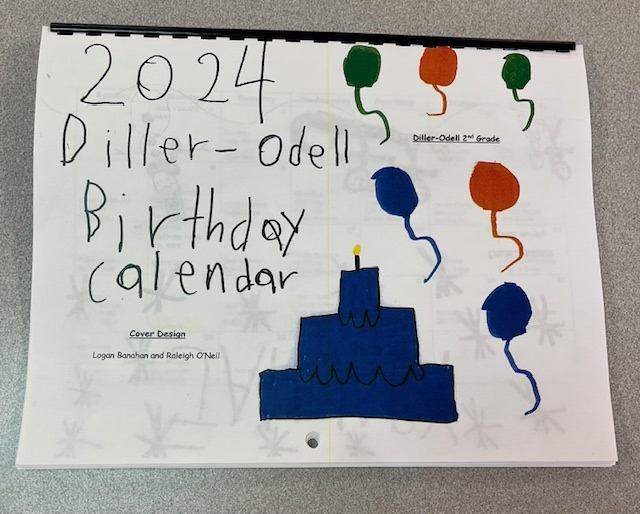 2024
Diller-Odell
Birthday
calendar
Diller-Odell 2nd Grade
Cover Design
Logan Banahan and Raleigh O'Neil